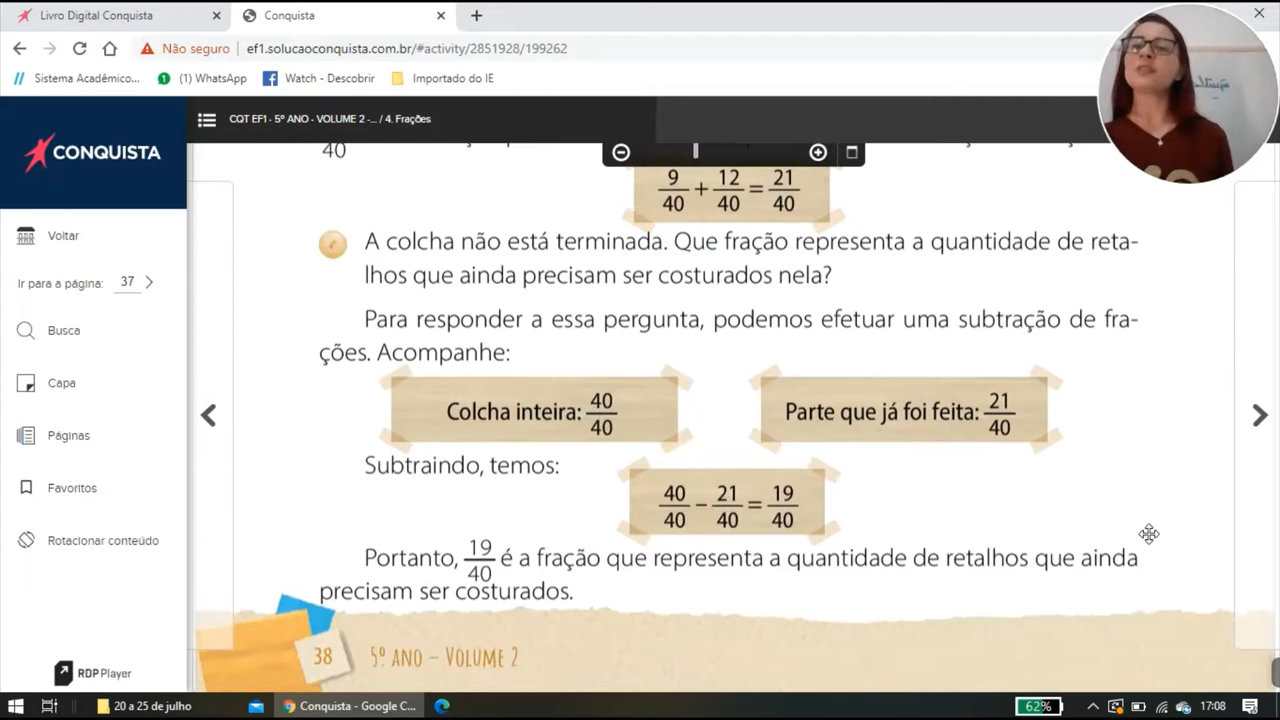 Livro Digital Conquista
Conquista
Não seguro
ef1.solucaoconquista.com.br/#activity/2851928/199262
Sistema Acadêmico...
(1) WhatsApp
Watch - Descobrir
Importado do IE
CQT EF1 - 5º ANO - VOLUME 2 -... / 4. Frações
CONQUISTA
Voltar
Ir para a página: 37
Busca
Capa
Páginas
Favoritos
Rotacionar conteúdo
RDP Player
40
9/40 + 12/40 = 21/40
A colcha não está terminada. Que fração representa a quantidade de reta-
lhos que ainda precisam ser costurados nela?
Para responder a essa pergunta, podemos efetuar uma subtração de fra-
ções. Acompanhe:
Colcha inteira: 40/40
Parte que já foi feita: 21/40
Subtraindo, temos:
40/40 − 21/40 = 19/40
Portanto, 19/40 é a fração que representa a quantidade de retalhos que ainda
precisam ser costurados.
38 5º ANO – VOLUME 2
20 a 25 de julho
Conquista - Google C...
62%
17:08